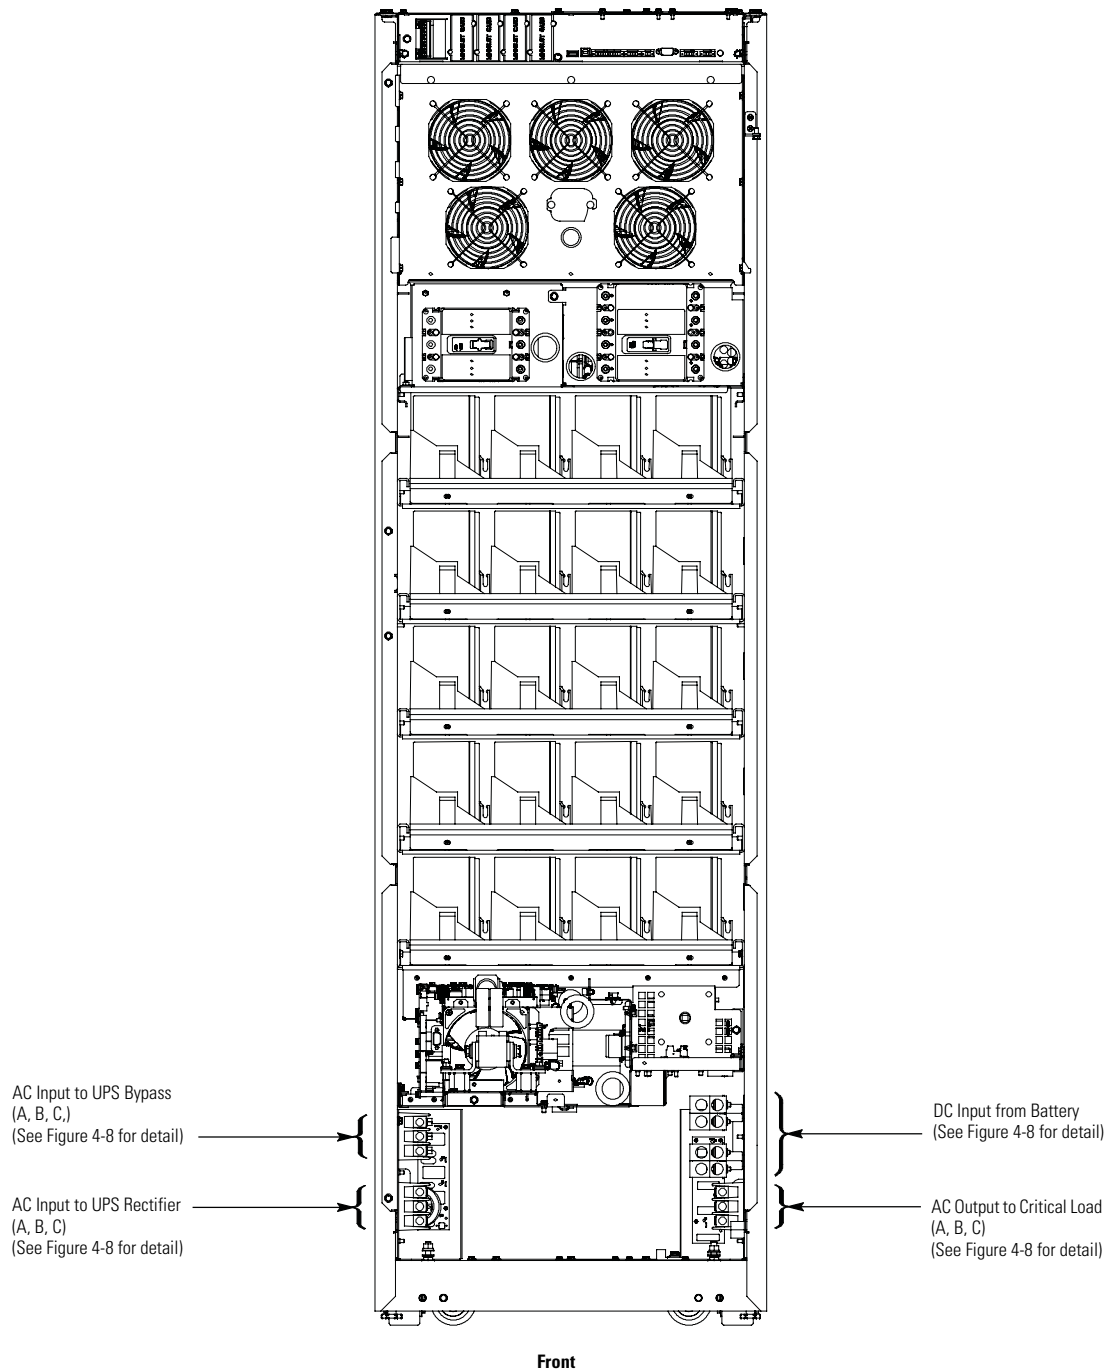 AC Input to UPS Bypass
(A, B, C,)
(See Figure 4-8 for detail)
AC Input to UPS Rectifier
(A, B, C)
(See Figure 4-8 for detail)
DC Input from Battery
(See Figure 4-8 for detail)
AC Output to Critical Load
(A, B, C)
(See Figure 4-8 for detail)
Front